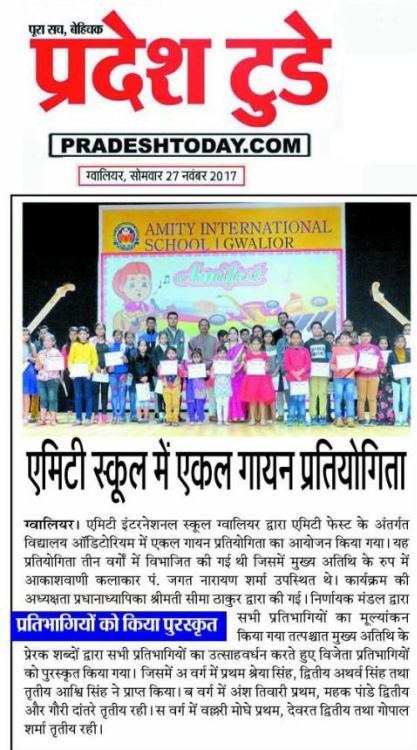 पूरा सच, बेहिचक
प्रदेश टुडे
PRADESHTODAY.COM
ग्वालियर, सोमवार 27 नवंबर 2017
AMITY INTERNATIONAL
SCHOOL | GWALIOR
Amifest
एमिटी स्कूल में एकल गायन प्रतियोगिता
ग्वालियर। एमिटी इंटरनेशनल स्कूल ग्वालियर द्वारा एमिटी फेस्ट के अंतर्गत
विद्यालय ऑडिटोरियम में एकल गायन प्रतियोगिता का आयोजन किया गया। यह
प्रतियोगिता तीन वर्गों में विभाजित की गई थी जिसमें मुख्य अतिथि के रुप में
आकाशवाणी कलाकार पं. जगत नारायण शर्मा उपस्थित थे। कार्यक्रम की
अध्यक्षता प्रधानाध्यापिका श्रीमती सीमा ठाकुर द्वारा की गई। निर्णायक मंडल द्वारा
प्रतिभागियों को किया पुरस्कृत
सभी प्रतिभागियों का मूल्यांकन
किया गया तत्पश्चात मुख्य अतिथि के
प्रेरक शब्दों द्वारा सभी प्रतिभागियों का उत्साहवर्धन करते हुए विजेता प्रतिभागियों
को पुरस्कृत किया गया। जिसमें अ वर्ग में प्रथम श्रेया सिंह, द्वितीय अथर्व सिंह तथा
तृतीय आश्वि सिंह ने प्राप्त किया। ब वर्ग में अंश तिवारी प्रथम, महक पांडे द्वितीय
और गौरी दांतरे तृतीय रही। स वर्ग में वल्लरी मोघे प्रथम, देवरत द्वितीय तथा गोपाल
शर्मा तृतीय रही।